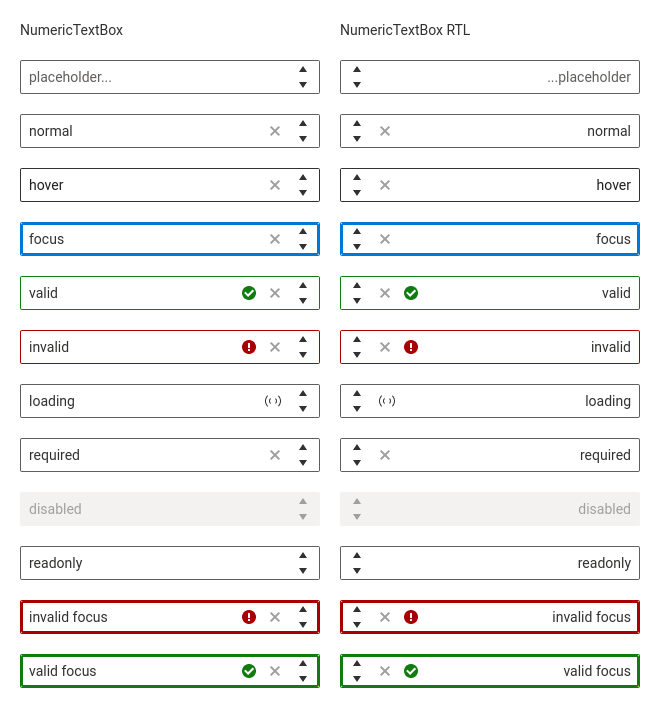 NumericTextBox NumericTextBox RTL
placeholder... ...placeholder
normal normal
hover hover
focus focus
valid valid
invalid invalid
loading loading
required required
disabled disabled
readonly readonly
invalid focus invalid focus
valid focus valid focus